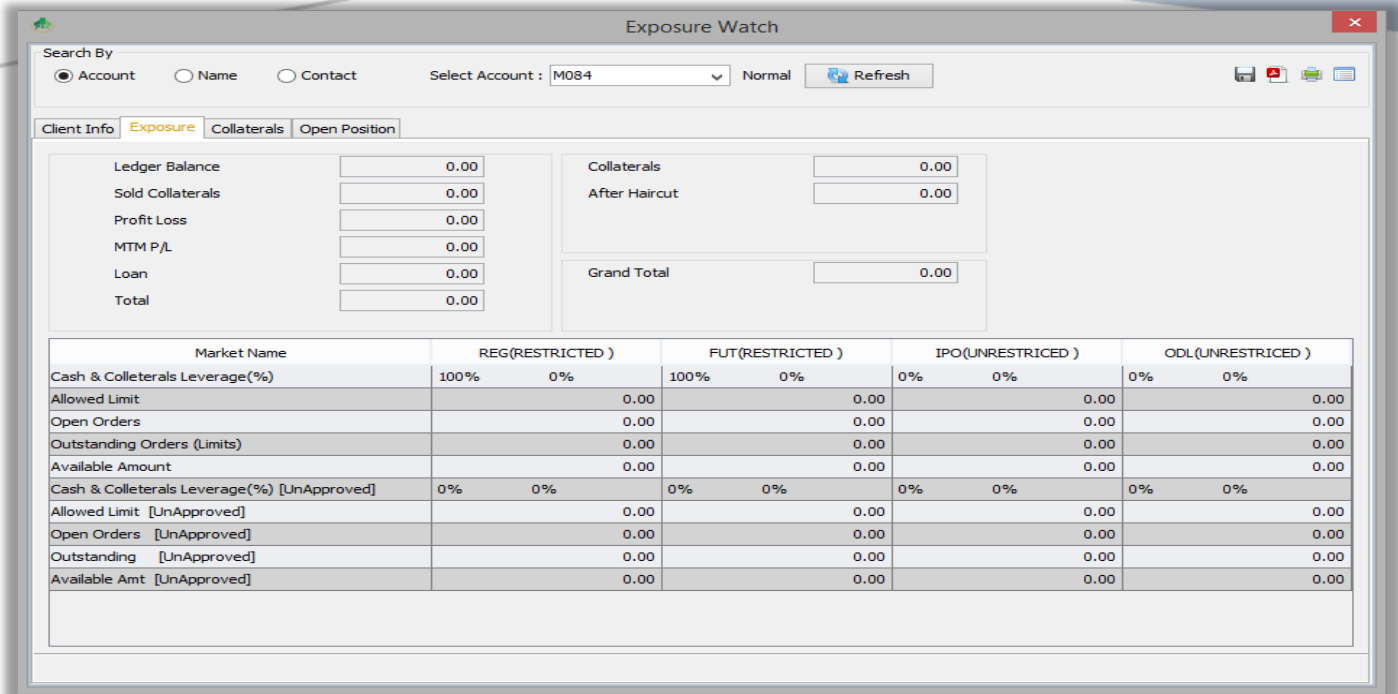 Exposure Watch
Search By
Account Name Contact Select Account : M084 Normal Refresh
Client Info Exposure Collaterals Open Position
Ledger Balance 0.00 Collaterals 0.00
Sold Collaterals 0.00 After Haircut 0.00
Profit Loss 0.00
MTM P/L 0.00
Loan 0.00 Grand Total 0.00
Total 0.00
Market Name REG(RESTRICTED ) FUT(RESTRICTED ) IPO(UNRESTRICED ) ODL(UNRESTRICED )
Cash & Colleterals Leverage(%) 100% 0% 100% 0% 0% 0% 0% 0%
Allowed Limit 0.00 0.00 0.00 0.00
Open Orders 0.00 0.00 0.00 0.00
Outstanding Orders (Limits) 0.00 0.00 0.00 0.00
Available Amount 0.00 0.00 0.00 0.00
Cash & Colleterals Leverage(%) [UnApproved] 0% 0% 0% 0% 0% 0% 0% 0%
Allowed Limit [UnApproved] 0.00 0.00 0.00 0.00
Open Orders [UnApproved] 0.00 0.00 0.00 0.00
Outstanding [UnApproved] 0.00 0.00 0.00 0.00
Available Amt [UnApproved] 0.00 0.00 0.00 0.00